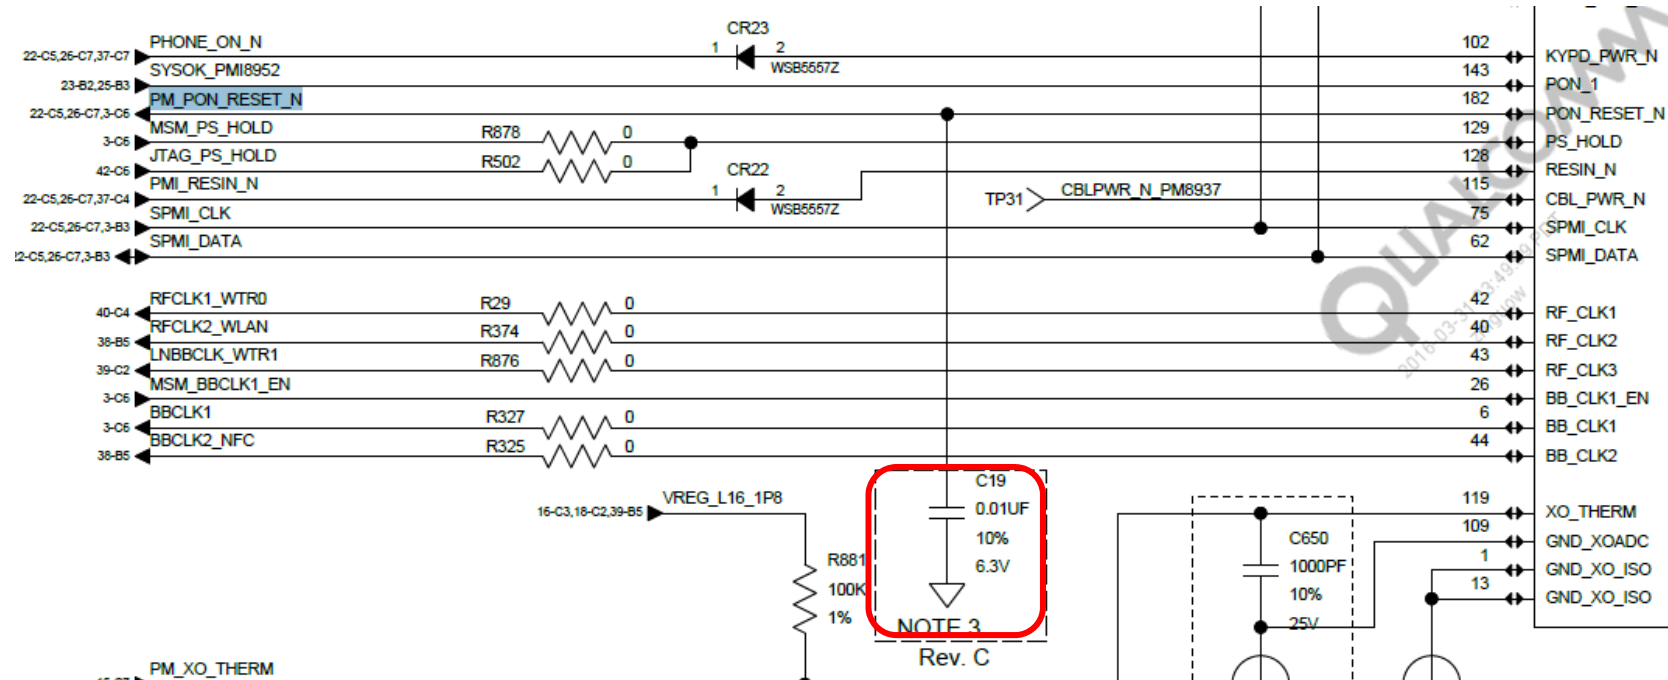 CR23
PHONE_ON_N 1 2 102
22-C5,26-C7,37-C7 WSB5557Z KYPD_PWR_N
SYSOK_PMI8952 143
23-B2,25-B3 PON_1
PM_PON_RESET_N 182
22-C5,26-C7,3-C6 PON_RESET_N
MSM_PS_HOLD R878 0 129
3-C6 PS_HOLD
JTAG_PS_HOLD R502 0 128
42-C6 CR22 RESIN_N
PMI_RESIN_N 1 2 115
22-C5,26-C7,37-C4 WSB5557Z TP31 CBLPWR_N_PM8937 CBL_PWR_N
SPMI_CLK 75
22-C5,26-C7,3-B3 SPMI_CLK
SPMI_DATA 62
2-C5,26-C7,3-B3 SPMI_DATA
RFCLK1_WTR0 R29 0 42
40-C4 RF_CLK1
RFCLK2_WLAN R374 0 40
38-B5 RF_CLK2
LNBBCLK_WTR1 R876 0 43
39-C2 RF_CLK3
MSM_BBCLK1_EN 26
3-C6 BB_CLK1_EN
BBCLK1 R327 0 6
3-C6 BB_CLK1
BBCLK2_NFC R325 0 44
38-B5 BB_CLK2
C19
VREG_L16_1P8 119
16-C3,18-C2,39-B5 0.01UF XO_THERM
109
10% C650 GND_XOADC
R881 6.3V 1000PF 1 GND_XO_ISO
100K 10% 13 GND_XO_ISO
1% NOTE 3 25V
Rev. C
PM_XO_THERM
QUALCOMM